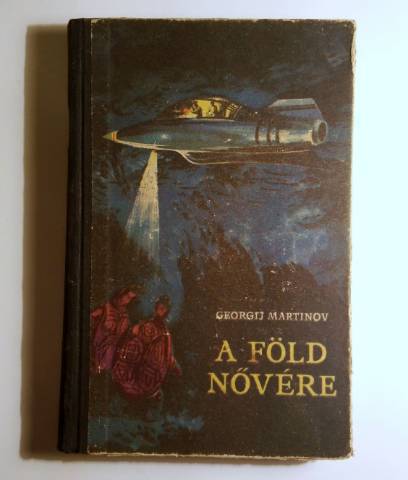 GEORGIJ MARTINOV
A FÖLD
NŐVÉRE